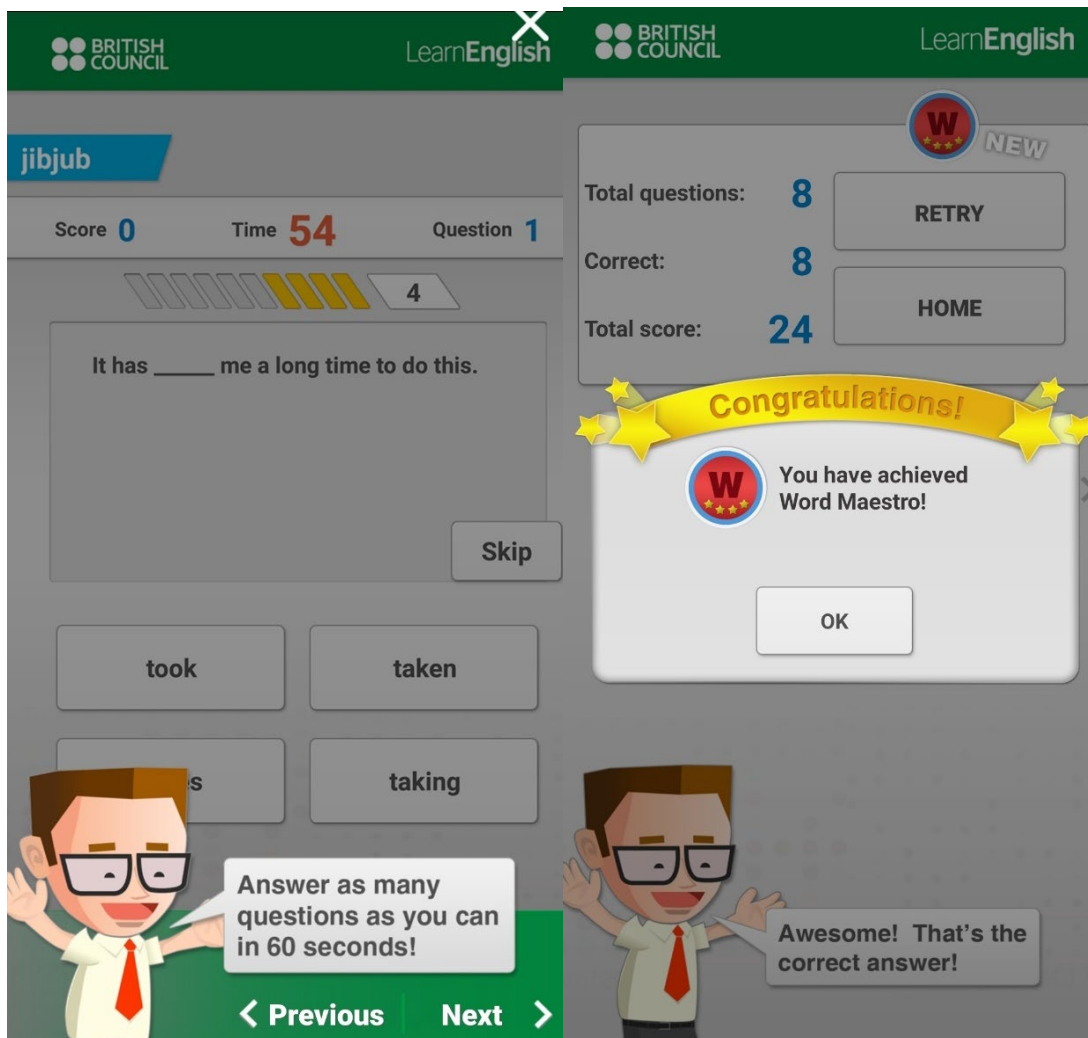 BRITISH
COUNCIL
LearnEnglish
jibjub
Score 0 Time 54 Question 1
4
It has _____ me a long time to do this.
Skip
took taken
taking
Answer as many
questions as you can
in 60 seconds!
Previous Next
BRITISH
COUNCIL
LearnEnglish
W
NEW
Total questions: 8
RETRY
Correct: 8
HOME
Total score: 24
Congratulations!
W
You have achieved
Word Maestro!
OK
Awesome! That's the
correct answer!